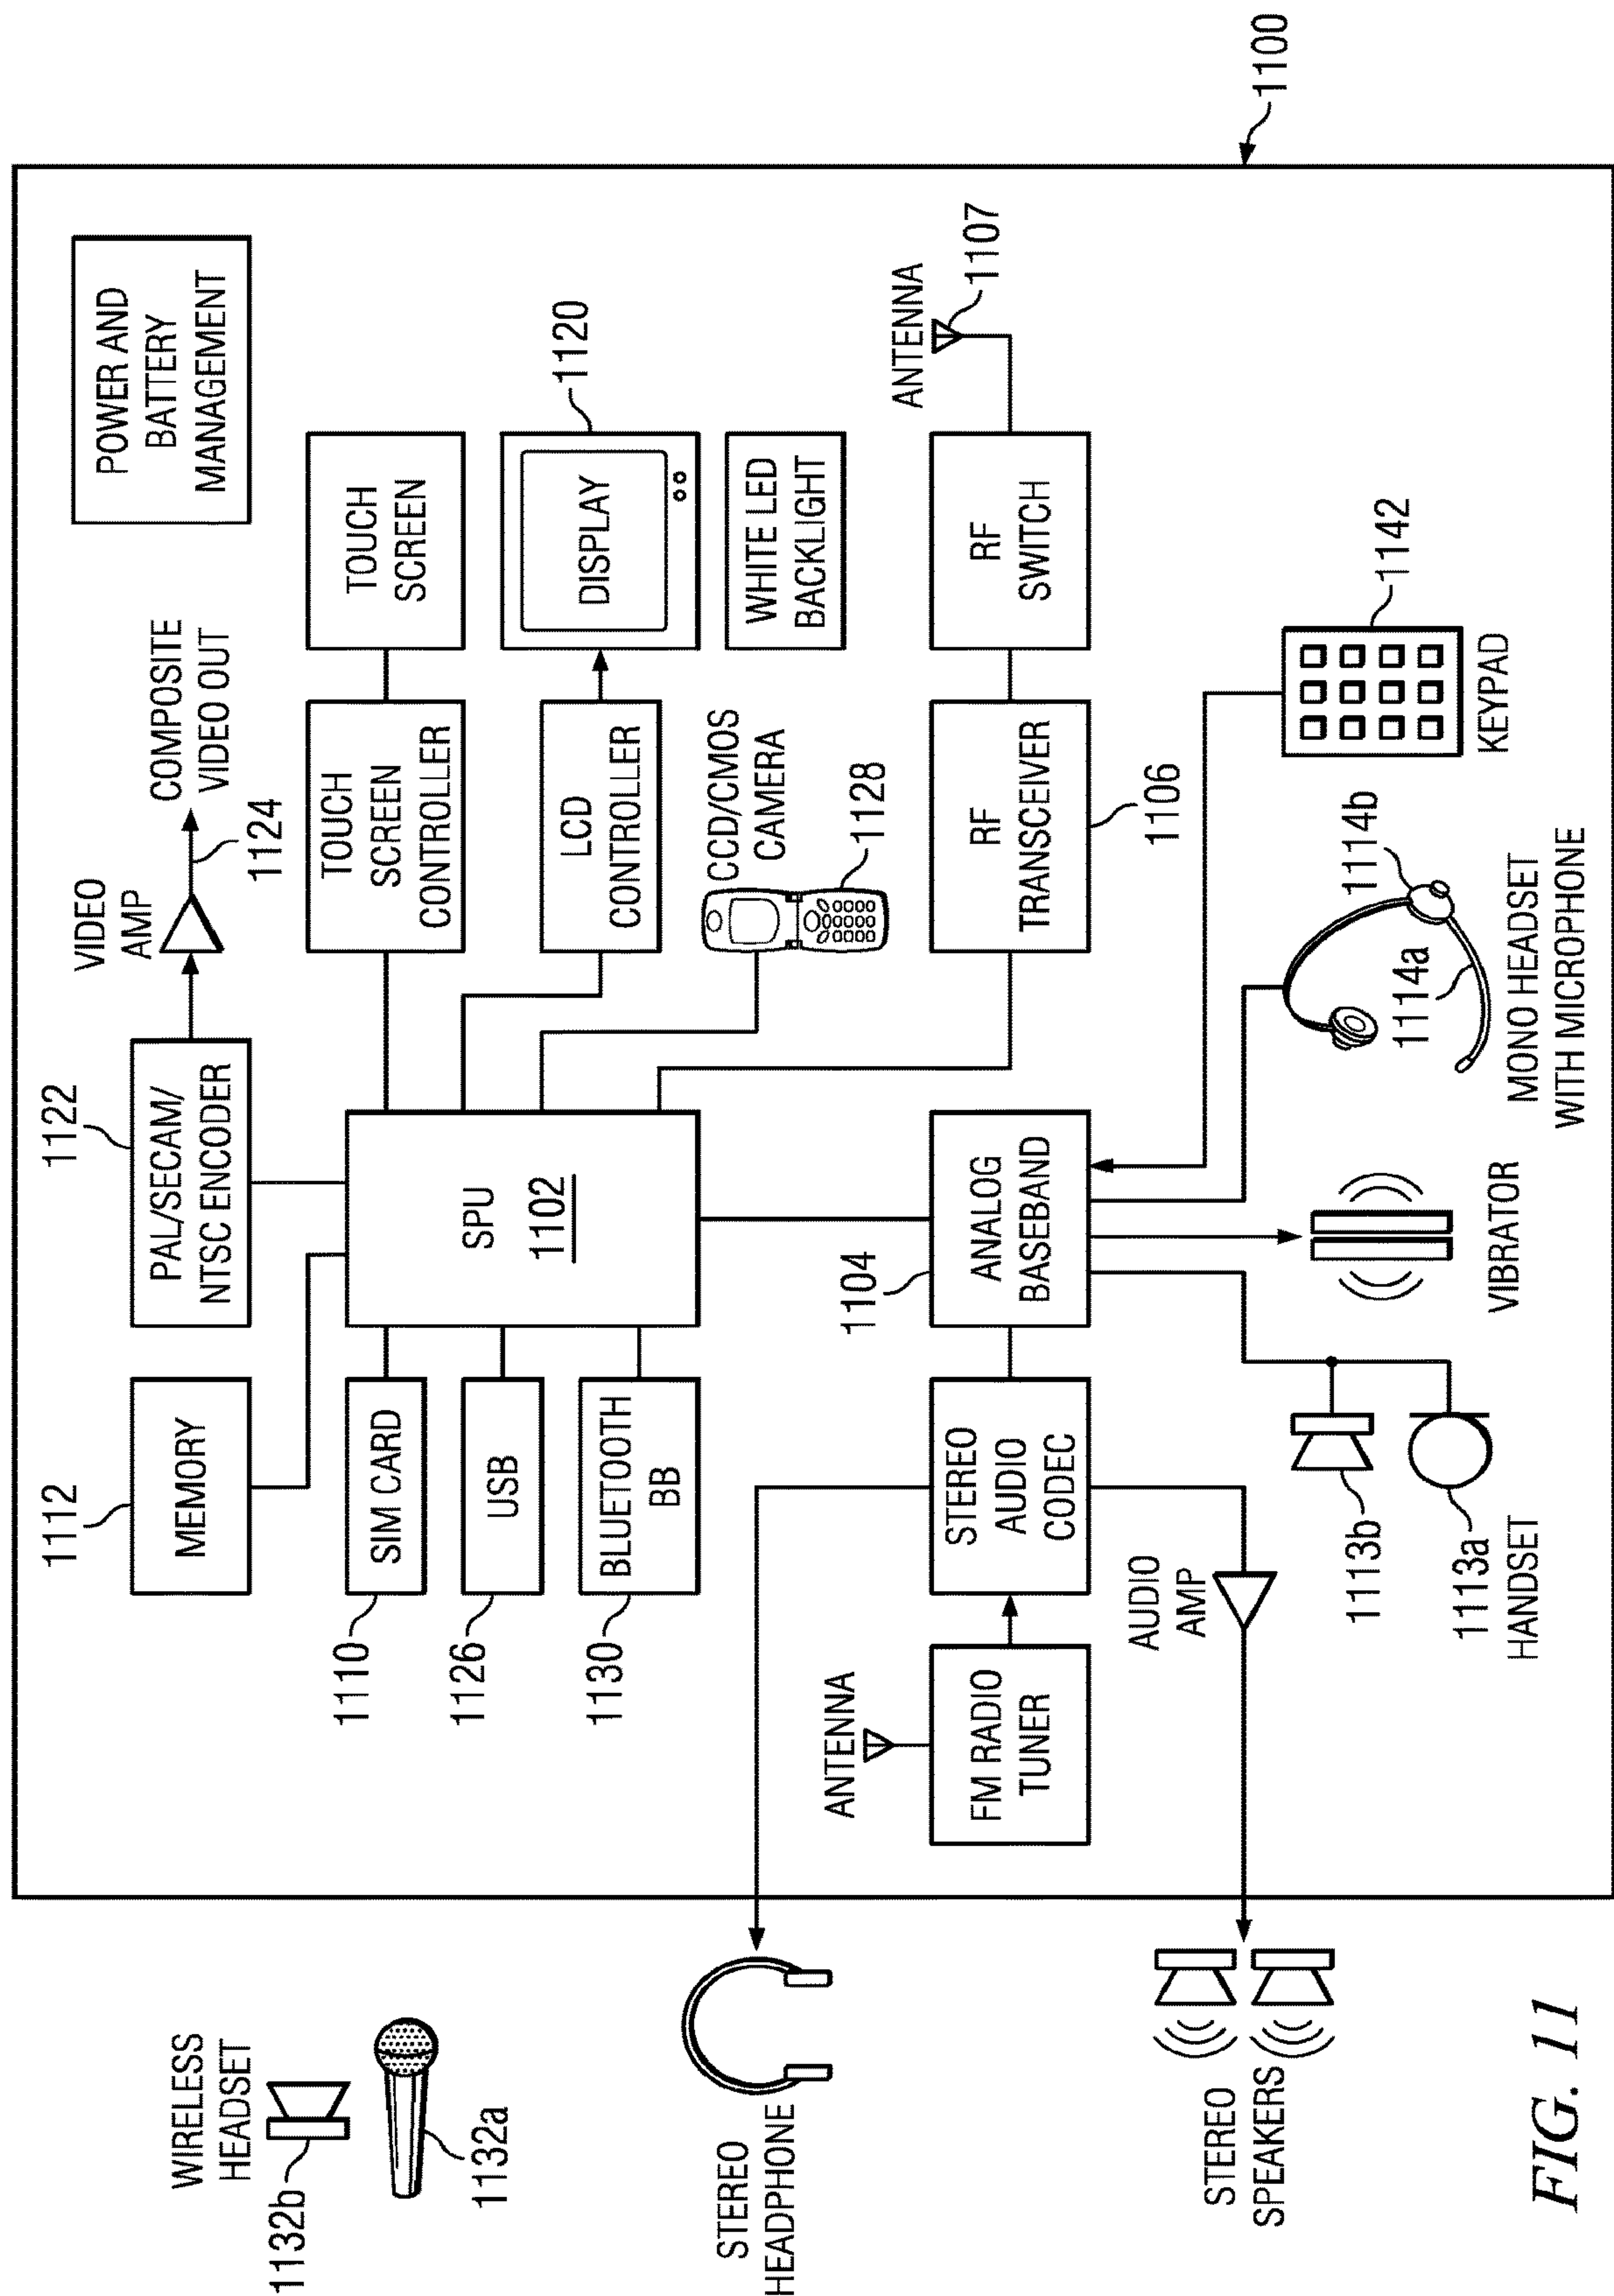 1100
POWER AND
BATTERY
MANAGEMENT
COMPOSITE
VIDEO OUT
VIDEO
AMP
1124
1122
PAL/SECAM/
NTSC ENCODER
1112
MEMORY
TOUCH
SCREEN
TOUCH
SCREEN
CONTROLLER
1120
DISPLAY
LCD
CONTROLLER
WHITE LED
BACKLIGHT
CCD/CMOS
CAMERA
1128
SPU
1102
SIM CARD
1110
USB
1126
BLUETOOTH
BB
1130
WIRELESS
HEADSET
1132b
1132a
ANTENNA
1107
RF
SWITCH
RF
TRANSCEIVER
1106
1104
ANALOG
BASEBAND
STEREO
AUDIO
CODEC
ANTENNA
FM RADIO
TUNER
STEREO
HEADPHONE
1142
KEYPAD
1114b
1114a
MONO HEADSET
WITH MICROPHONE
VIBRATOR
1113b
1113a
HANDSET
AUDIO
AMP
STEREO
SPEAKERS
FIG. 11